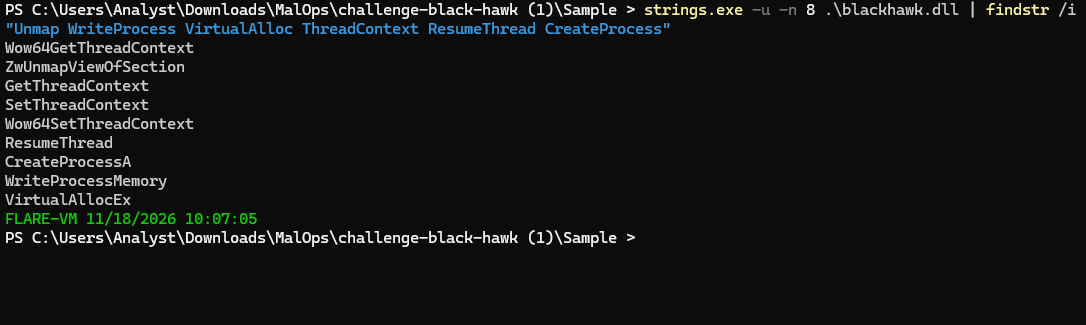 PS C:\Users\Analyst\Downloads\MalOps\challenge-black-hawk (1)\Sample > strings.exe -u -n 8 .\blackhawk.dll | findstr /i
"Unmap WriteProcess VirtualAlloc ThreadContext ResumeThread CreateProcess"
Wow64GetThreadContext
ZwUnmapViewOfSection
GetThreadContext
SetThreadContext
Wow64SetThreadContext
ResumeThread
CreateProcessA
WriteProcessMemory
VirtualAllocEx
FLARE-VM 11/18/2026 10:07:05
PS C:\Users\Analyst\Downloads\MalOps\challenge-black-hawk (1)\Sample >